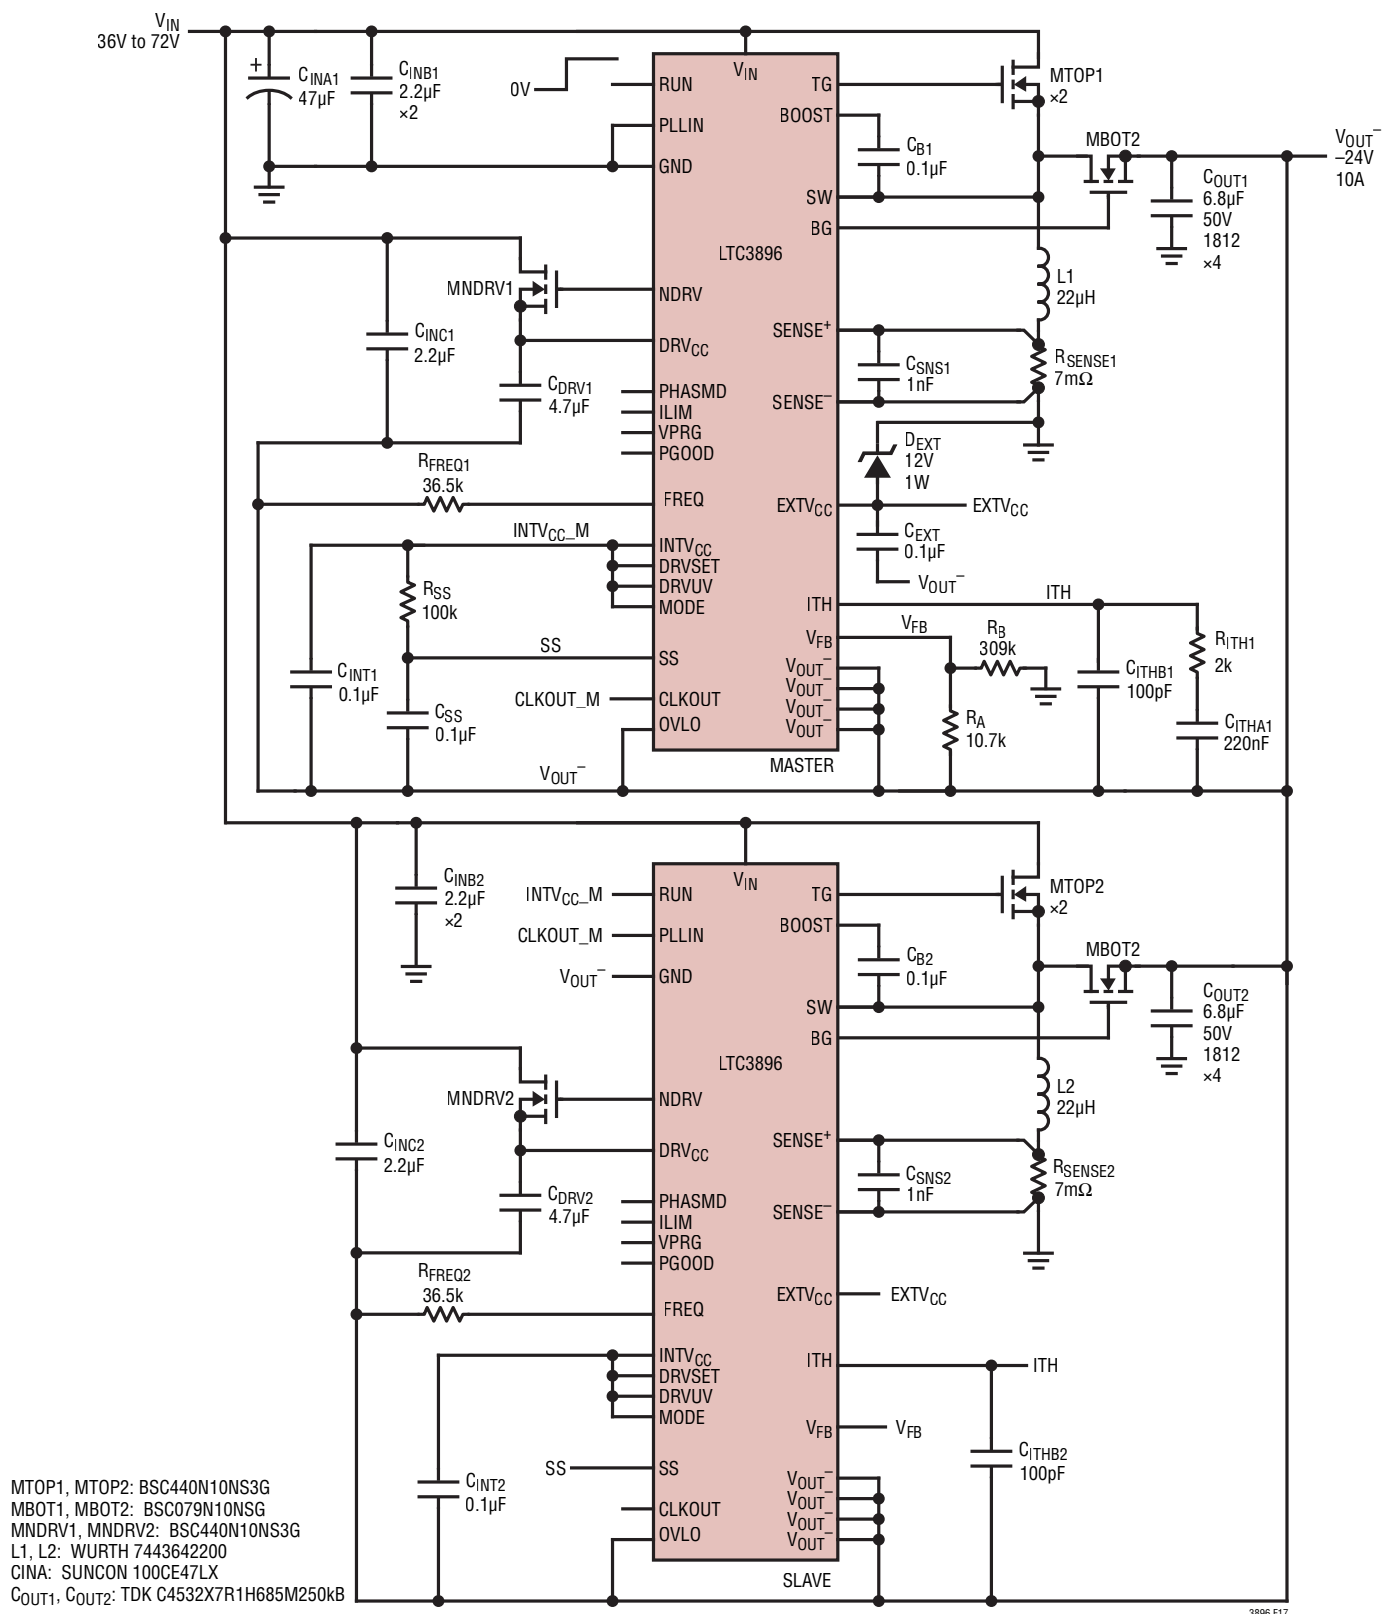 VIN
36V to 72V
+
CINA1
47µF
CINB1
2.2µF
×2
0V
VIN
RUN
PLLIN
GND
TG
BOOST
SW
BG
LTC3896
CB1
0.1µF
MTOP1
×2
MBOT2
VOUT–
–24V
10A
COUT1
6.8µF
50V
1812
×4
L1
22µH
MNDRV1
NDRV
DRVCC
CINC1
2.2µF
CDRV1
4.7µF
PHASMD
ILIM
VPRG
PGOOD
SENSE+
SENSE–
CSNS1
1nF
RSENSE1
7mΩ
DEXT
12V
1W
RFREQ1
36.5k
FREQ
EXTVCC
EXTVCC
CEXT
0.1µF
VOUT–
INTVCC_M
INTVCC
DRVSET
DRVUV
MODE
RSS
100k
SS
SS
CINT1
0.1µF
CSS
0.1µF
CLKOUT_M
CLKOUT
OVLO
VOUT–
ITH
VFB
VOUT–
VOUT–
VOUT–
VOUT–
ITH
VFB
RB
309k
RA
10.7k
CITHB1
100pF
RITH1
2k
CITHA1
220nF
MASTER
CINB2
2.2µF
×2
INTVCC_M
CLKOUT_M
VOUT–
VIN
RUN
PLLIN
GND
TG
BOOST
SW
BG
LTC3896
CB2
0.1µF
MTOP2
×2
MBOT2
COUT2
6.8µF
50V
1812
×4
L2
22µH
MNDRV2
NDRV
DRVCC
CINC2
2.2µF
CDRV2
4.7µF
PHASMD
ILIM
VPRG
PGOOD
SENSE+
SENSE–
CSNS2
1nF
RSENSE2
7mΩ
RFREQ2
36.5k
FREQ
EXTVCC
EXTVCC
INTVCC
DRVSET
DRVUV
MODE
ITH
ITH
VFB
VFB
SS
SS
CINT2
0.1µF
CLKOUT
OVLO
VOUT–
VOUT–
VOUT–
VOUT–
CITHB2
100pF
SLAVE
MTOP1, MTOP2: BSC440N10NS3G
MBOT1, MBOT2: BSC079N10NSG
MNDRV1, MNDRV2: BSC440N10NS3G
L1, L2: WURTH 7443642200
CINA: SUNCON 100CE47LX
COUT1, COUT2: TDK C4532X7R1H685M250kB
3896 F17